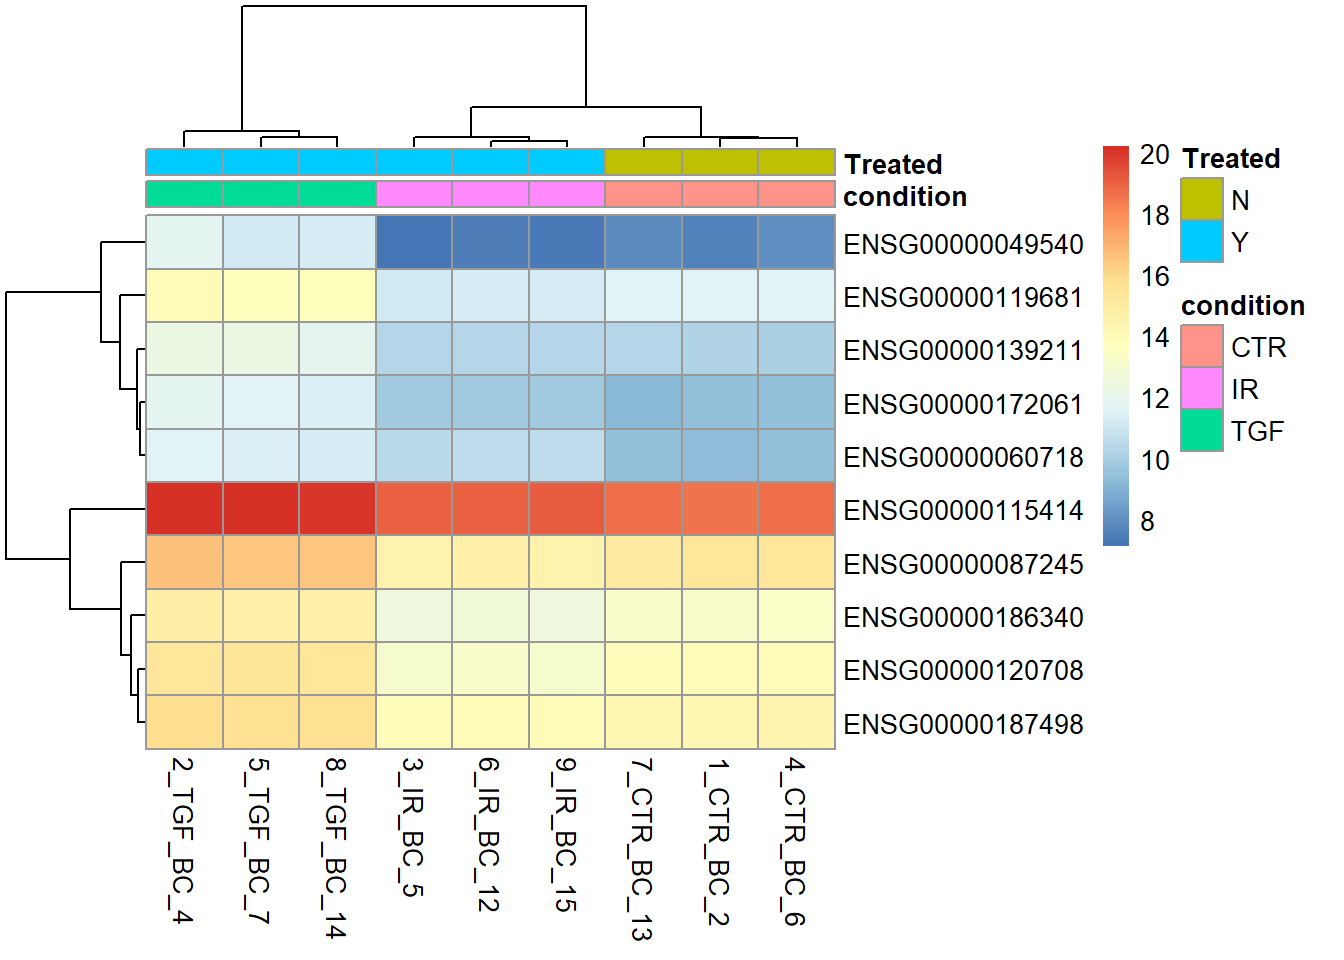 Treated
condition
ENSG00000049540
ENSG00000119681
ENSG00000139211
ENSG00000172061
ENSG00000060718
ENSG00000115414
ENSG00000087245
ENSG00000186340
ENSG00000120708
ENSG00000187498
2_TGF_BC_4
5_TGF_BC_7
8_TGF_BC_14
3_IR_BC_5
6_IR_BC_12
9_IR_BC_15
7_CTR_BC_13
1_CTR_BC_2
4_CTR_BC_6
20
18
16
14
12
10
8
Treated
N
Y
condition
CTR
IR
TGF